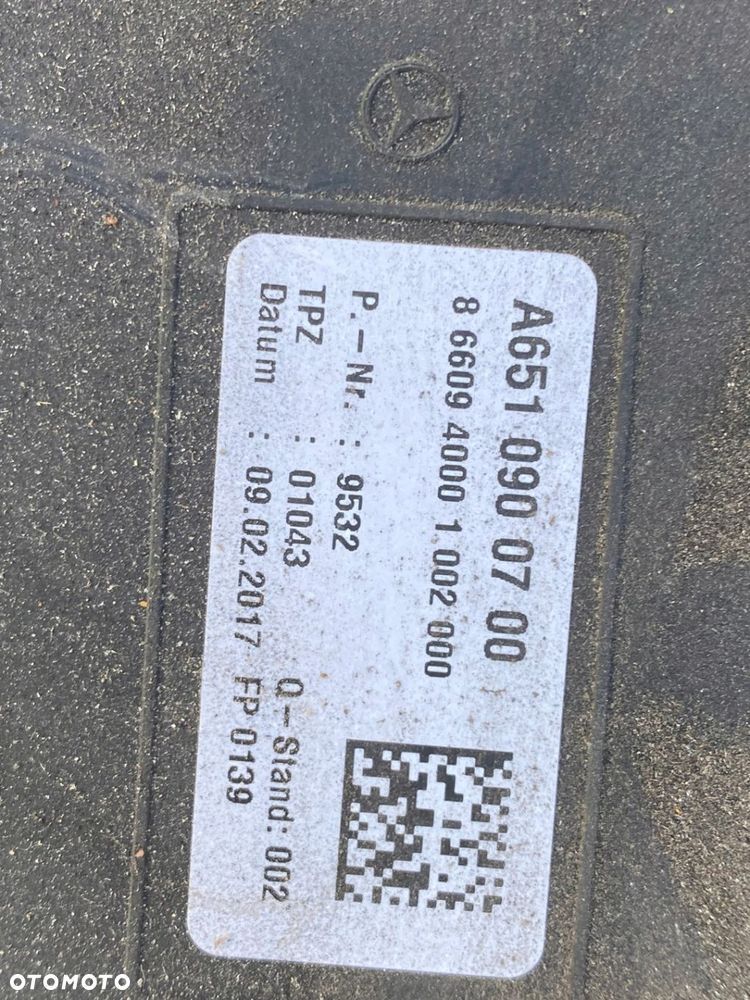 A651 090 07 00
8 6609 4000 1 002 000
P.-Nr. : 9532
TPZ : 01043 Q-Stand: 002
Datum : 09.02.2017 FP 0139
OTOMOTO